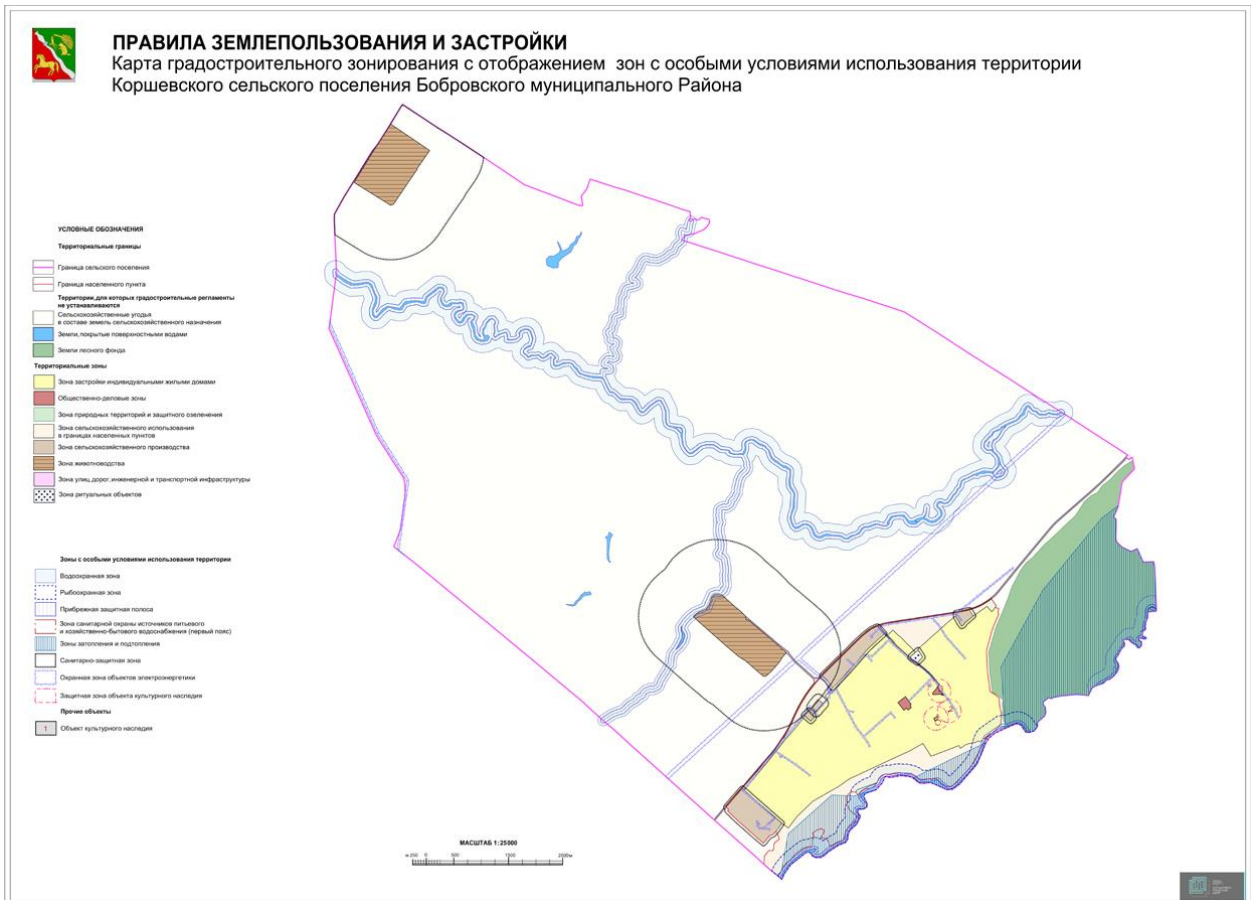 ПРАВИЛА ЗЕМЛЕПОЛЬЗОВАНИЯ И ЗАСТРОЙКИ
Карта градостроительного зонирования с отображением зон с особыми условиями использования территории
Коршевского сельского поселения Бобровского муниципального Района
УСЛОВНЫЕ ОБОЗНАЧЕНИЯ
Территориальные границы
Граница сельского поселения
Граница населенного пункта
Территории, для которых градостроительные регламенты
не устанавливаются
Сельскохозяйственные угодья
в составе земель сельскохозяйственного назначения
Земли, покрытые поверхностными водами
Земли лесного фонда
Территориальные зоны
Зона застройки индивидуальными жилыми домами
Общественно-деловые зоны
Зона природных территорий и защитного озеленения
Зона сельскохозяйственного использования
в границах населенных пунктов
Зона сельскохозяйственного производства
Зона животноводства
Зона улиц, дорог, инженерной и транспортной инфраструктуры
Зона ритуальных объектов
Зоны с особыми условиями использования территории
Водоохранная зона
Рыбоохранная зона
Прибрежная защитная полоса
Зона санитарной охраны источников питьевого
и хозяйственно-бытового водоснабжения (первый пояс)
Зоны затопления и подтопления
Санитарно-защитная зона
Охранная зона объектов электроэнергетики
Защитная зона объекта культурного наследия
Прочие объекты
1 Объект культурного наследия
МАСШТАБ 1:25000
м 250 0 500 1500 2500м